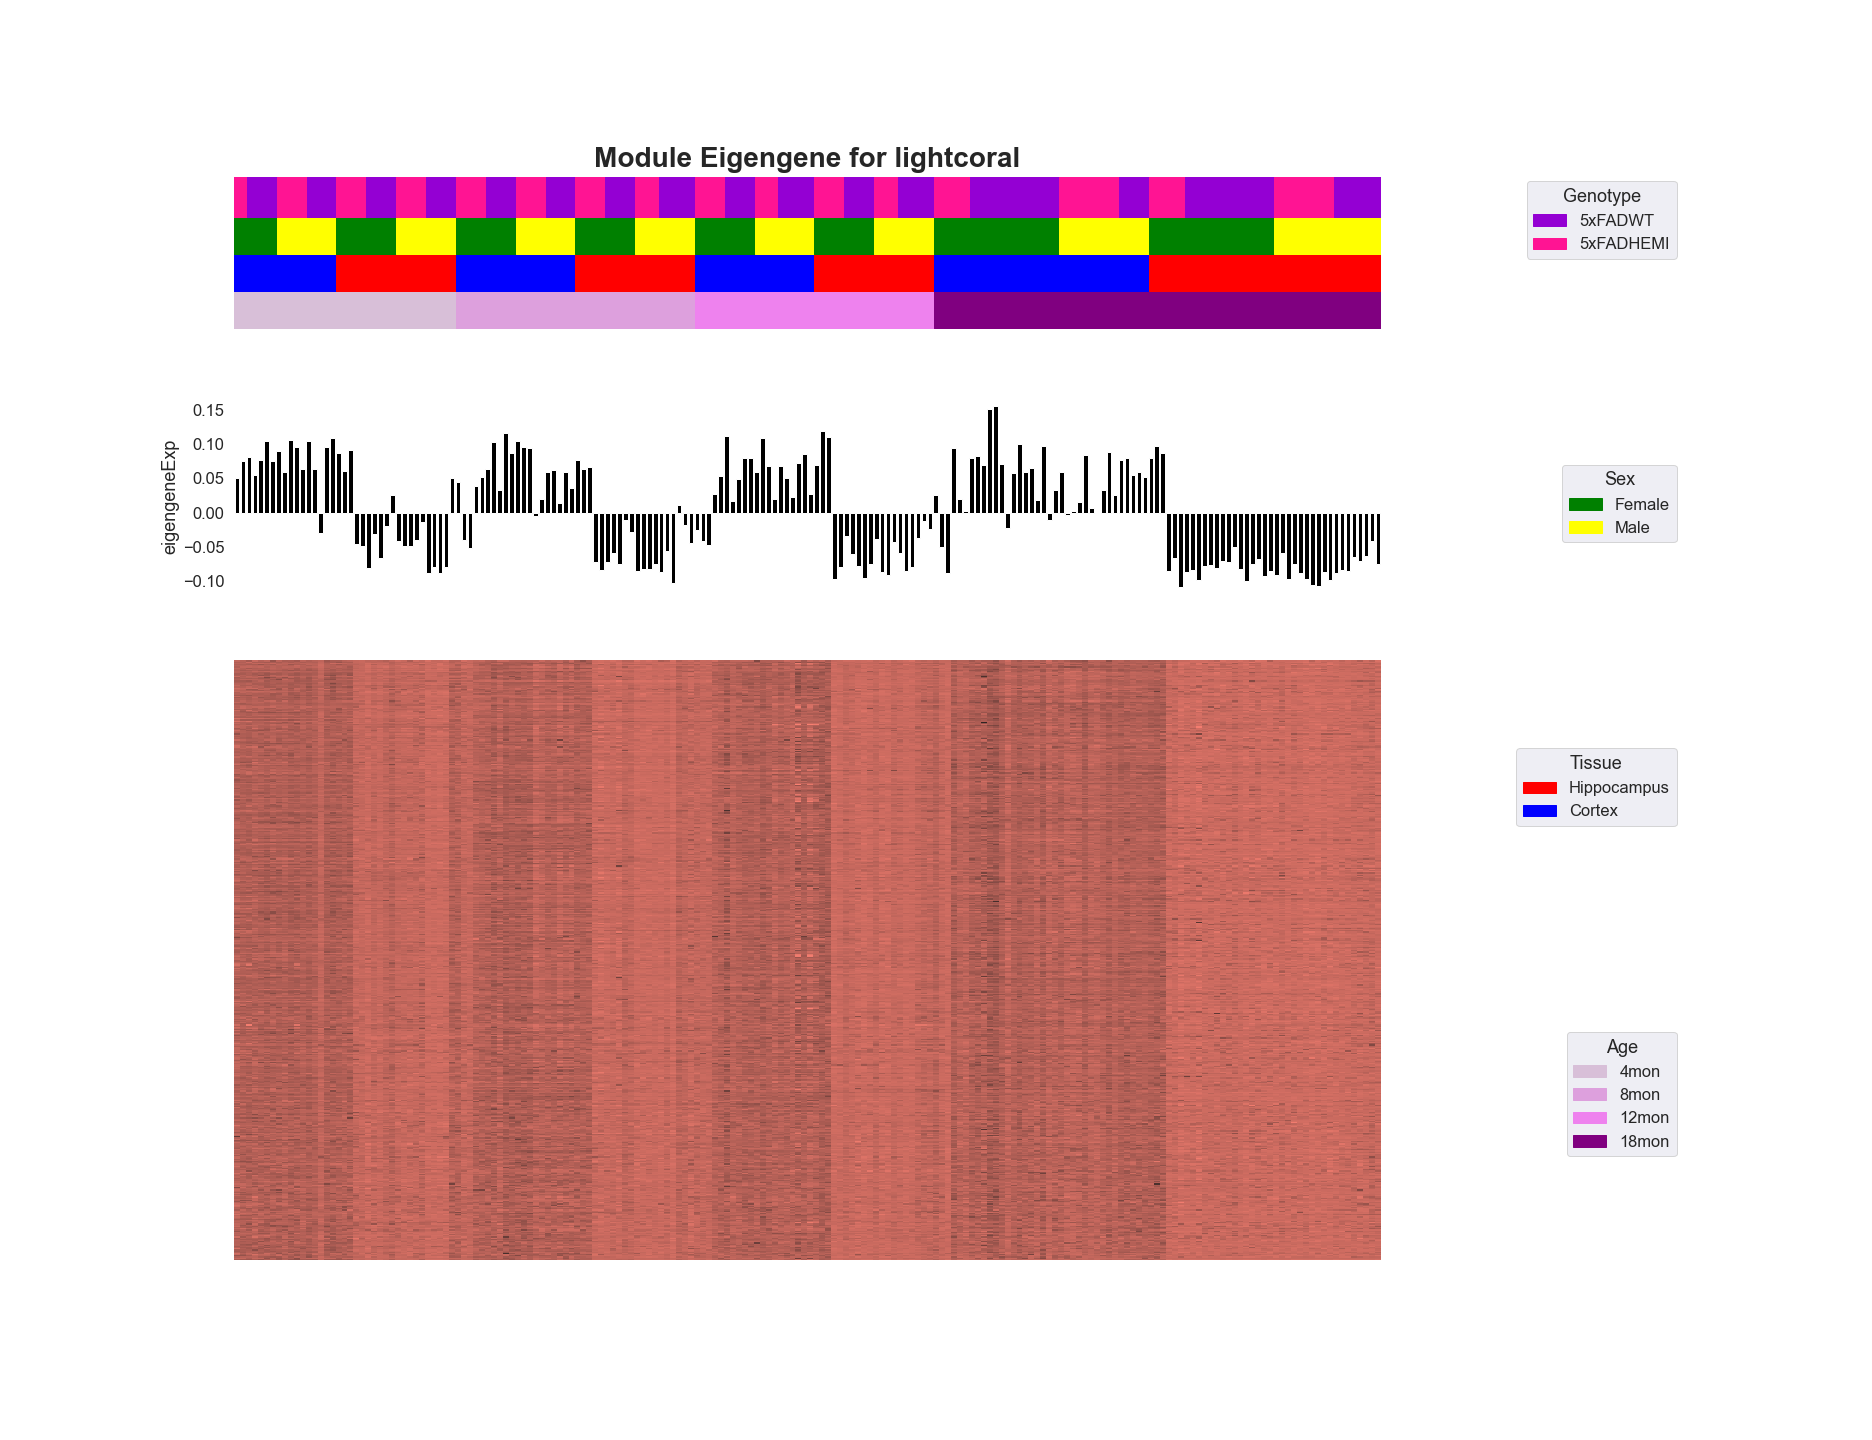 Module Eigengene for lightcoral
Genotype
5xFADWT
5xFADHEMI
eigengeneExp
0.15
0.10
0.05
0.00
−0.05
−0.10
Sex
Female
Male
Tissue
Hippocampus
Cortex
Age
4mon
8mon
12mon
18mon